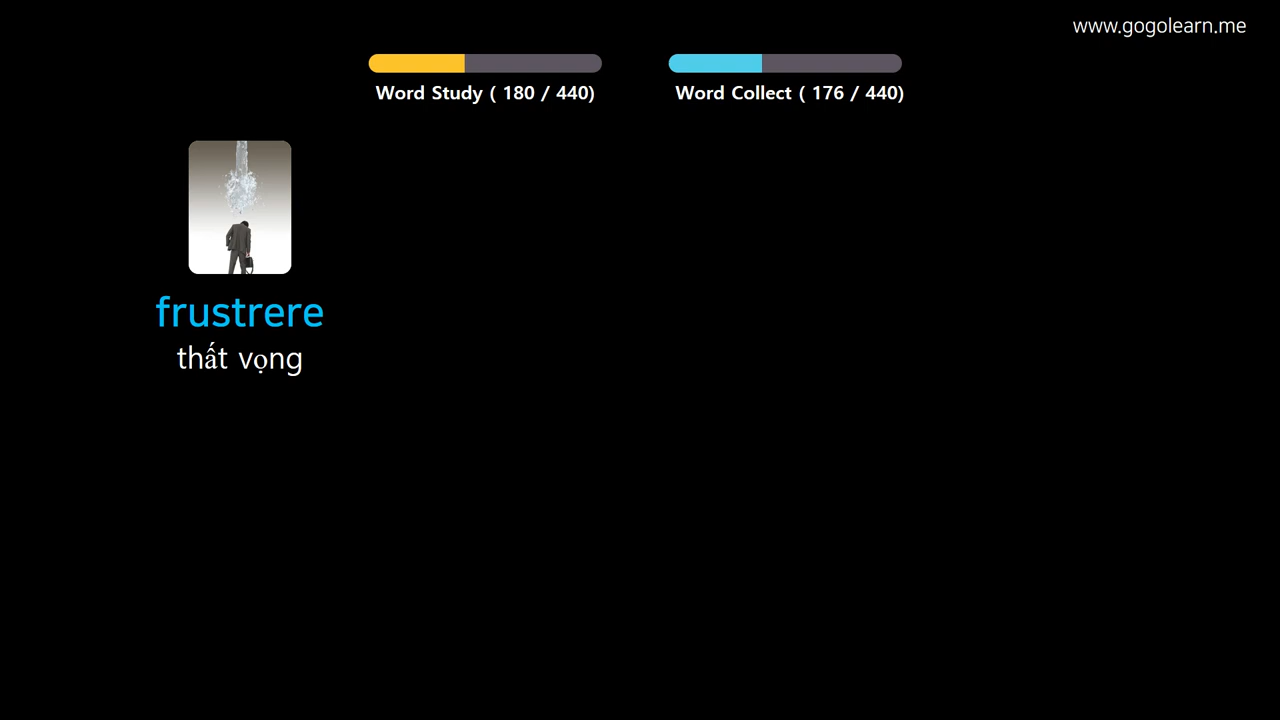 www.gogolearn.me
Word Study ( 180 / 440)
Word Collect ( 176 / 440)
frustrere
thất vọng